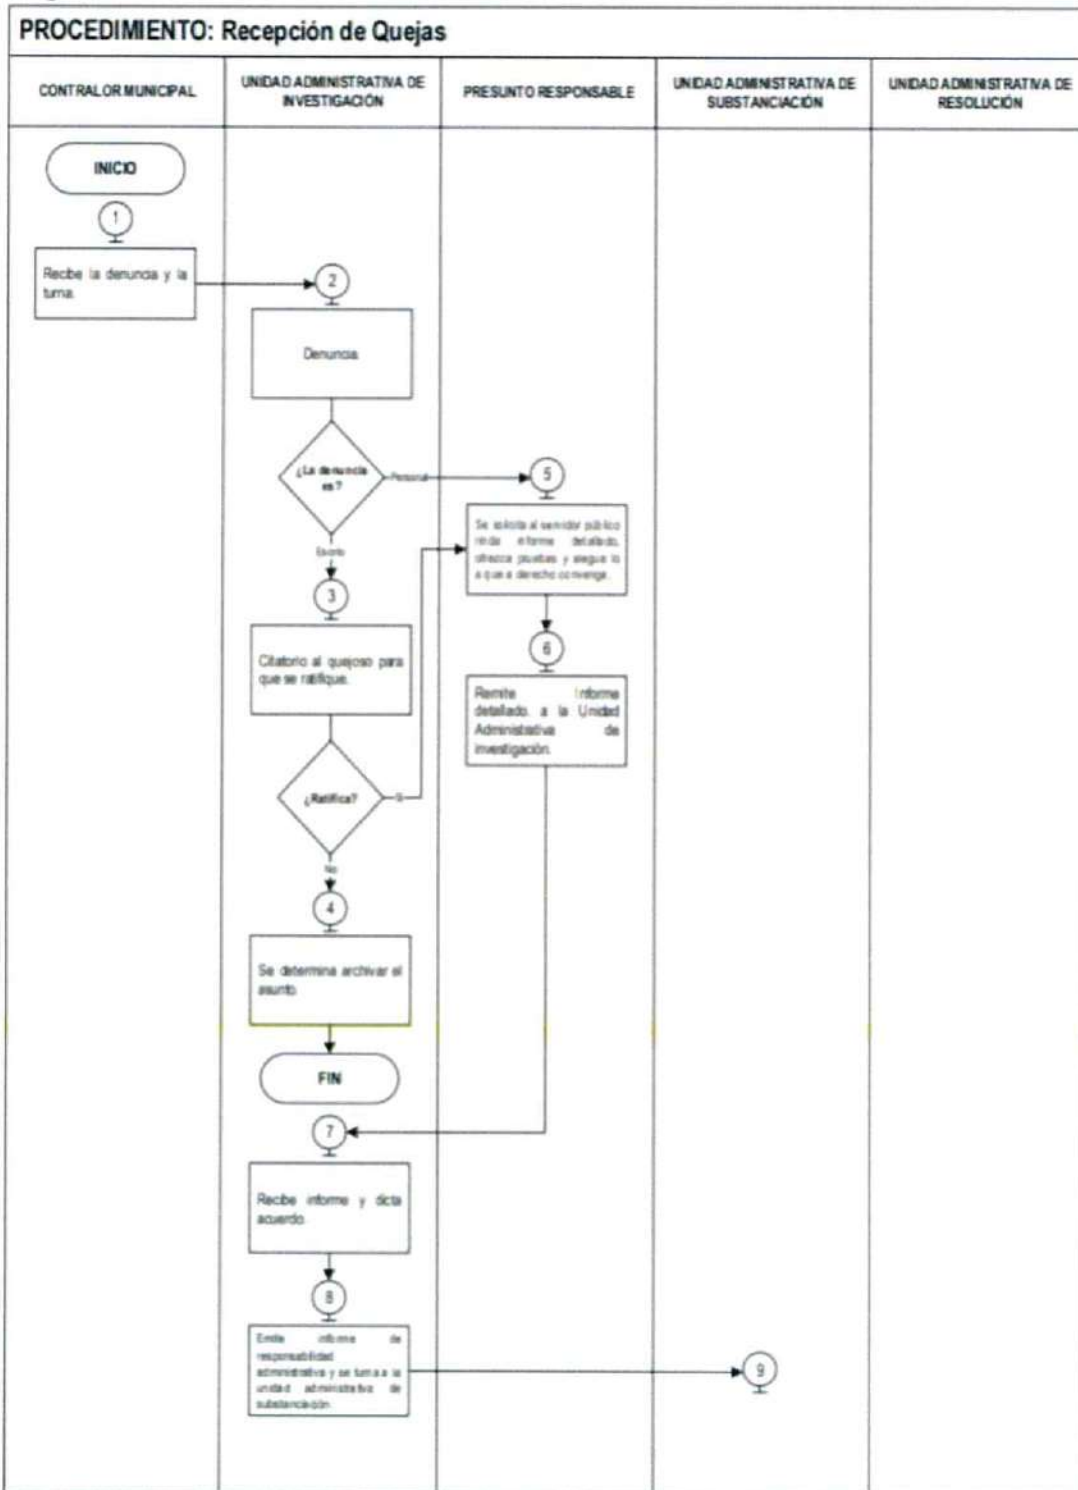 PROCEDIMIENTO: Recepción de Quejas
CONTRALOR MUNICIPAL
UNIDAD ADMINISTRATIVA DE
INVESTIGACIÓN
PRESUNTO RESPONSABLE
UNIDAD ADMINISTRATIVA DE
SUBSTANCIACIÓN
UNIDAD ADMINISTRATIVA DE
RESOLUCIÓN
INICIO
1
Recibe la denuncia y la
turna.
2
Denuncia
¿La denuncia
es?
Personal
5
Se solicita al servidor público
rinda informe detallado,
ofrezca pruebas y alegue lo
a que a derecho convenga.
Escrito
3
Citatorio al quejoso para
que se ratifique.
6
Remite Informe
detallado. a la Unidad
Administrativa de
investigación.
¿Ratifica?
Si
No
4
Se determina archivar el
asunto.
FIN
7
Recibe informe y dicta
acuerdo.
8
Emite informe de
responsabilidad
administrativa y se turna a la
unidad administrativa de
substanciación
9